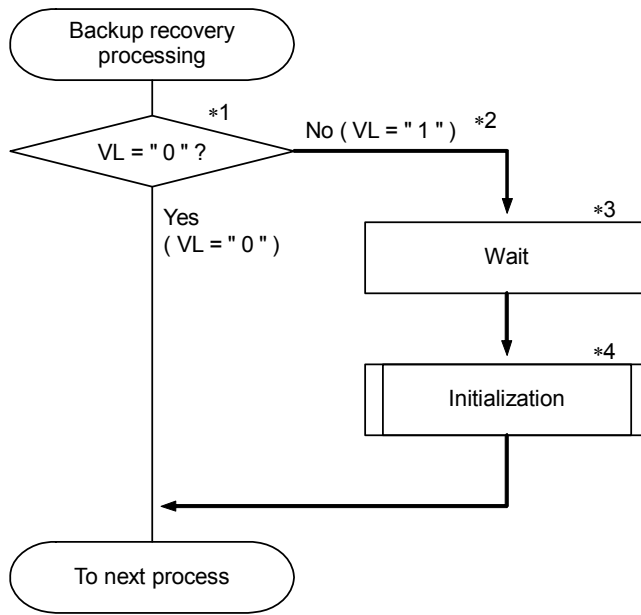 Backup recovery
processing
*1
VL = " 0 " ?
No ( VL = " 1 " )
*2
Yes
( VL = " 0 " )
*3
Wait
*4
Initialization
To next process